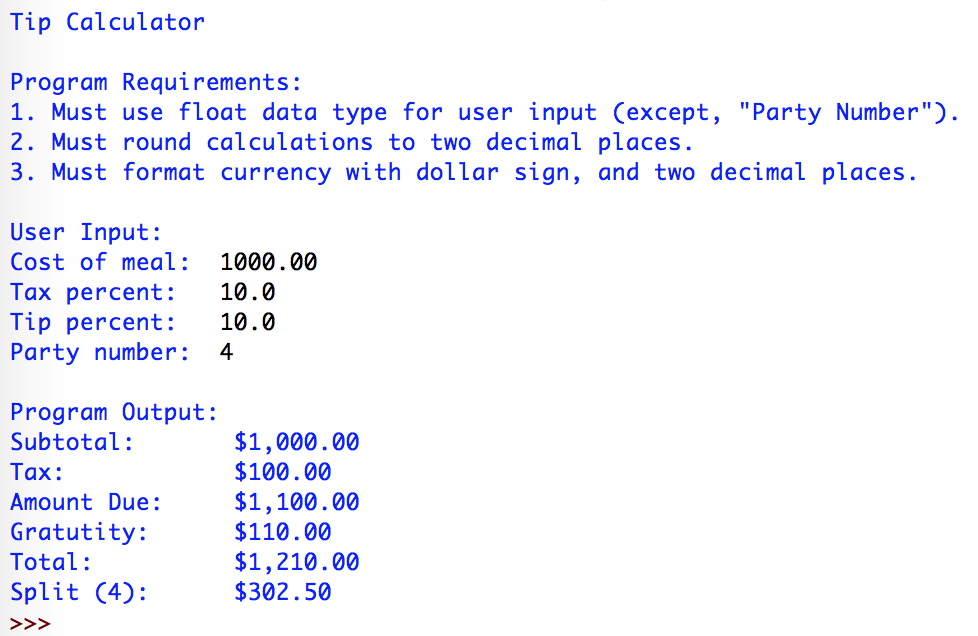 Tip Calculator
Program Requirements:
1. Must use float data type for user input (except, "Party Number").
2. Must round calculations to two decimal places.
3. Must format currency with dollar sign, and two decimal places.
User Input:
Cost of meal: 1000.00
Tax percent: 10.0
Tip percent: 10.0
Party number: 4
Program Output:
Subtotal: $1,000.00
Tax: $100.00
Amount Due: $1,100.00
Gratutity: $110.00
Total: $1,210.00
Split (4): $302.50
>>>